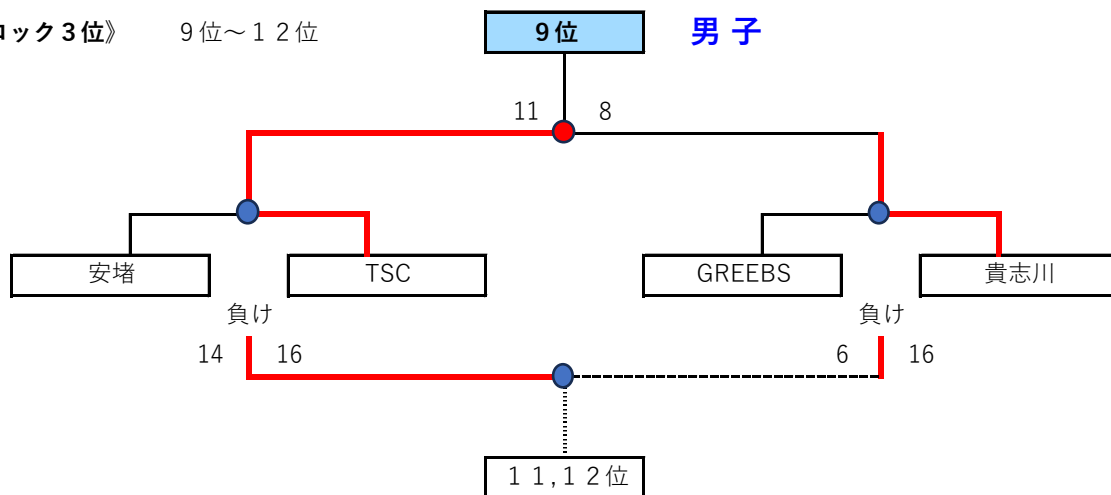 ロック３位》 ９位～１２位 ９位 男 子
11 8
安堵 TSC GREEBS 貴志川
負け 負け
14 16 6 16
１１,１２位